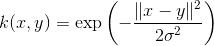 k(x, y) = exp(−‖x − y‖²/2σ²)